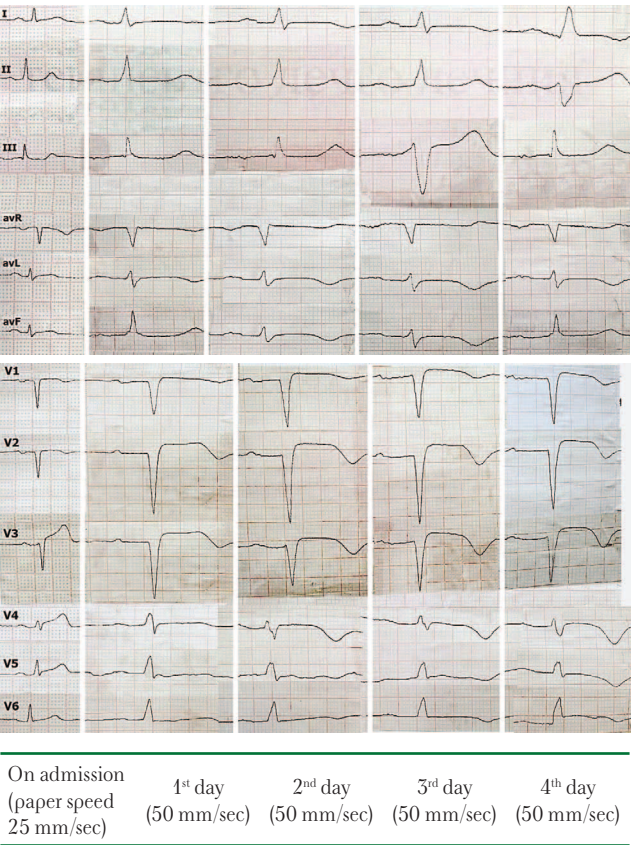 I
II
III
avR
avL
avF
V1
V2
V3
V4
V5
V6
On admission
(paper speed
25 mm/sec)
1st day
(50 mm/sec)
2nd day
(50 mm/sec)
3rd day
(50 mm/sec)
4th day
(50 mm/sec)